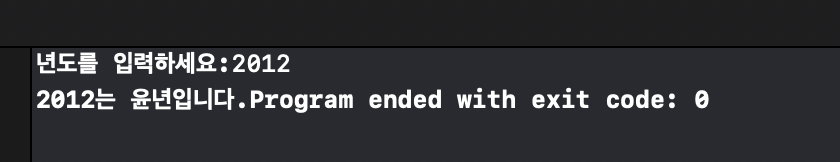 년도를 입력하세요:2012
2012는 윤년입니다.Program ended with exit code: 0